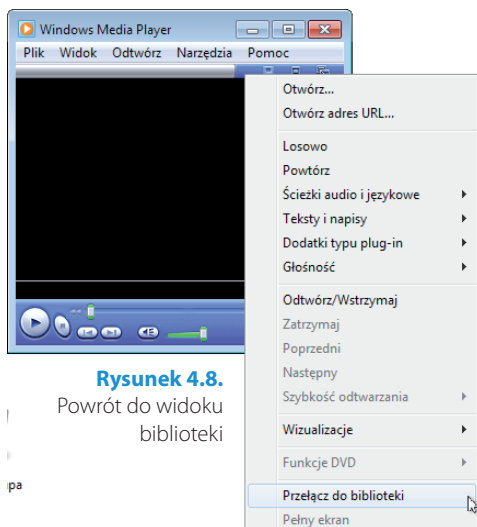 Windows Media Player
Plik Widok Odtwórz Narzędzia Pomoc
Otwórz...
Otwórz adres URL...
Losowo
Powtórz
Ścieżki audio i językowe
Teksty i napisy
Dodatki typu plug-in
Głośność
Odtwórz/Wstrzymaj
Zatrzymaj
Poprzedni
Następny
Szybkość odtwarzania
Wizualizacje
Funkcje DVD
Przełącz do biblioteki
Pełny ekran
Rysunek 4.8.
Powrót do widoku
biblioteki
upa